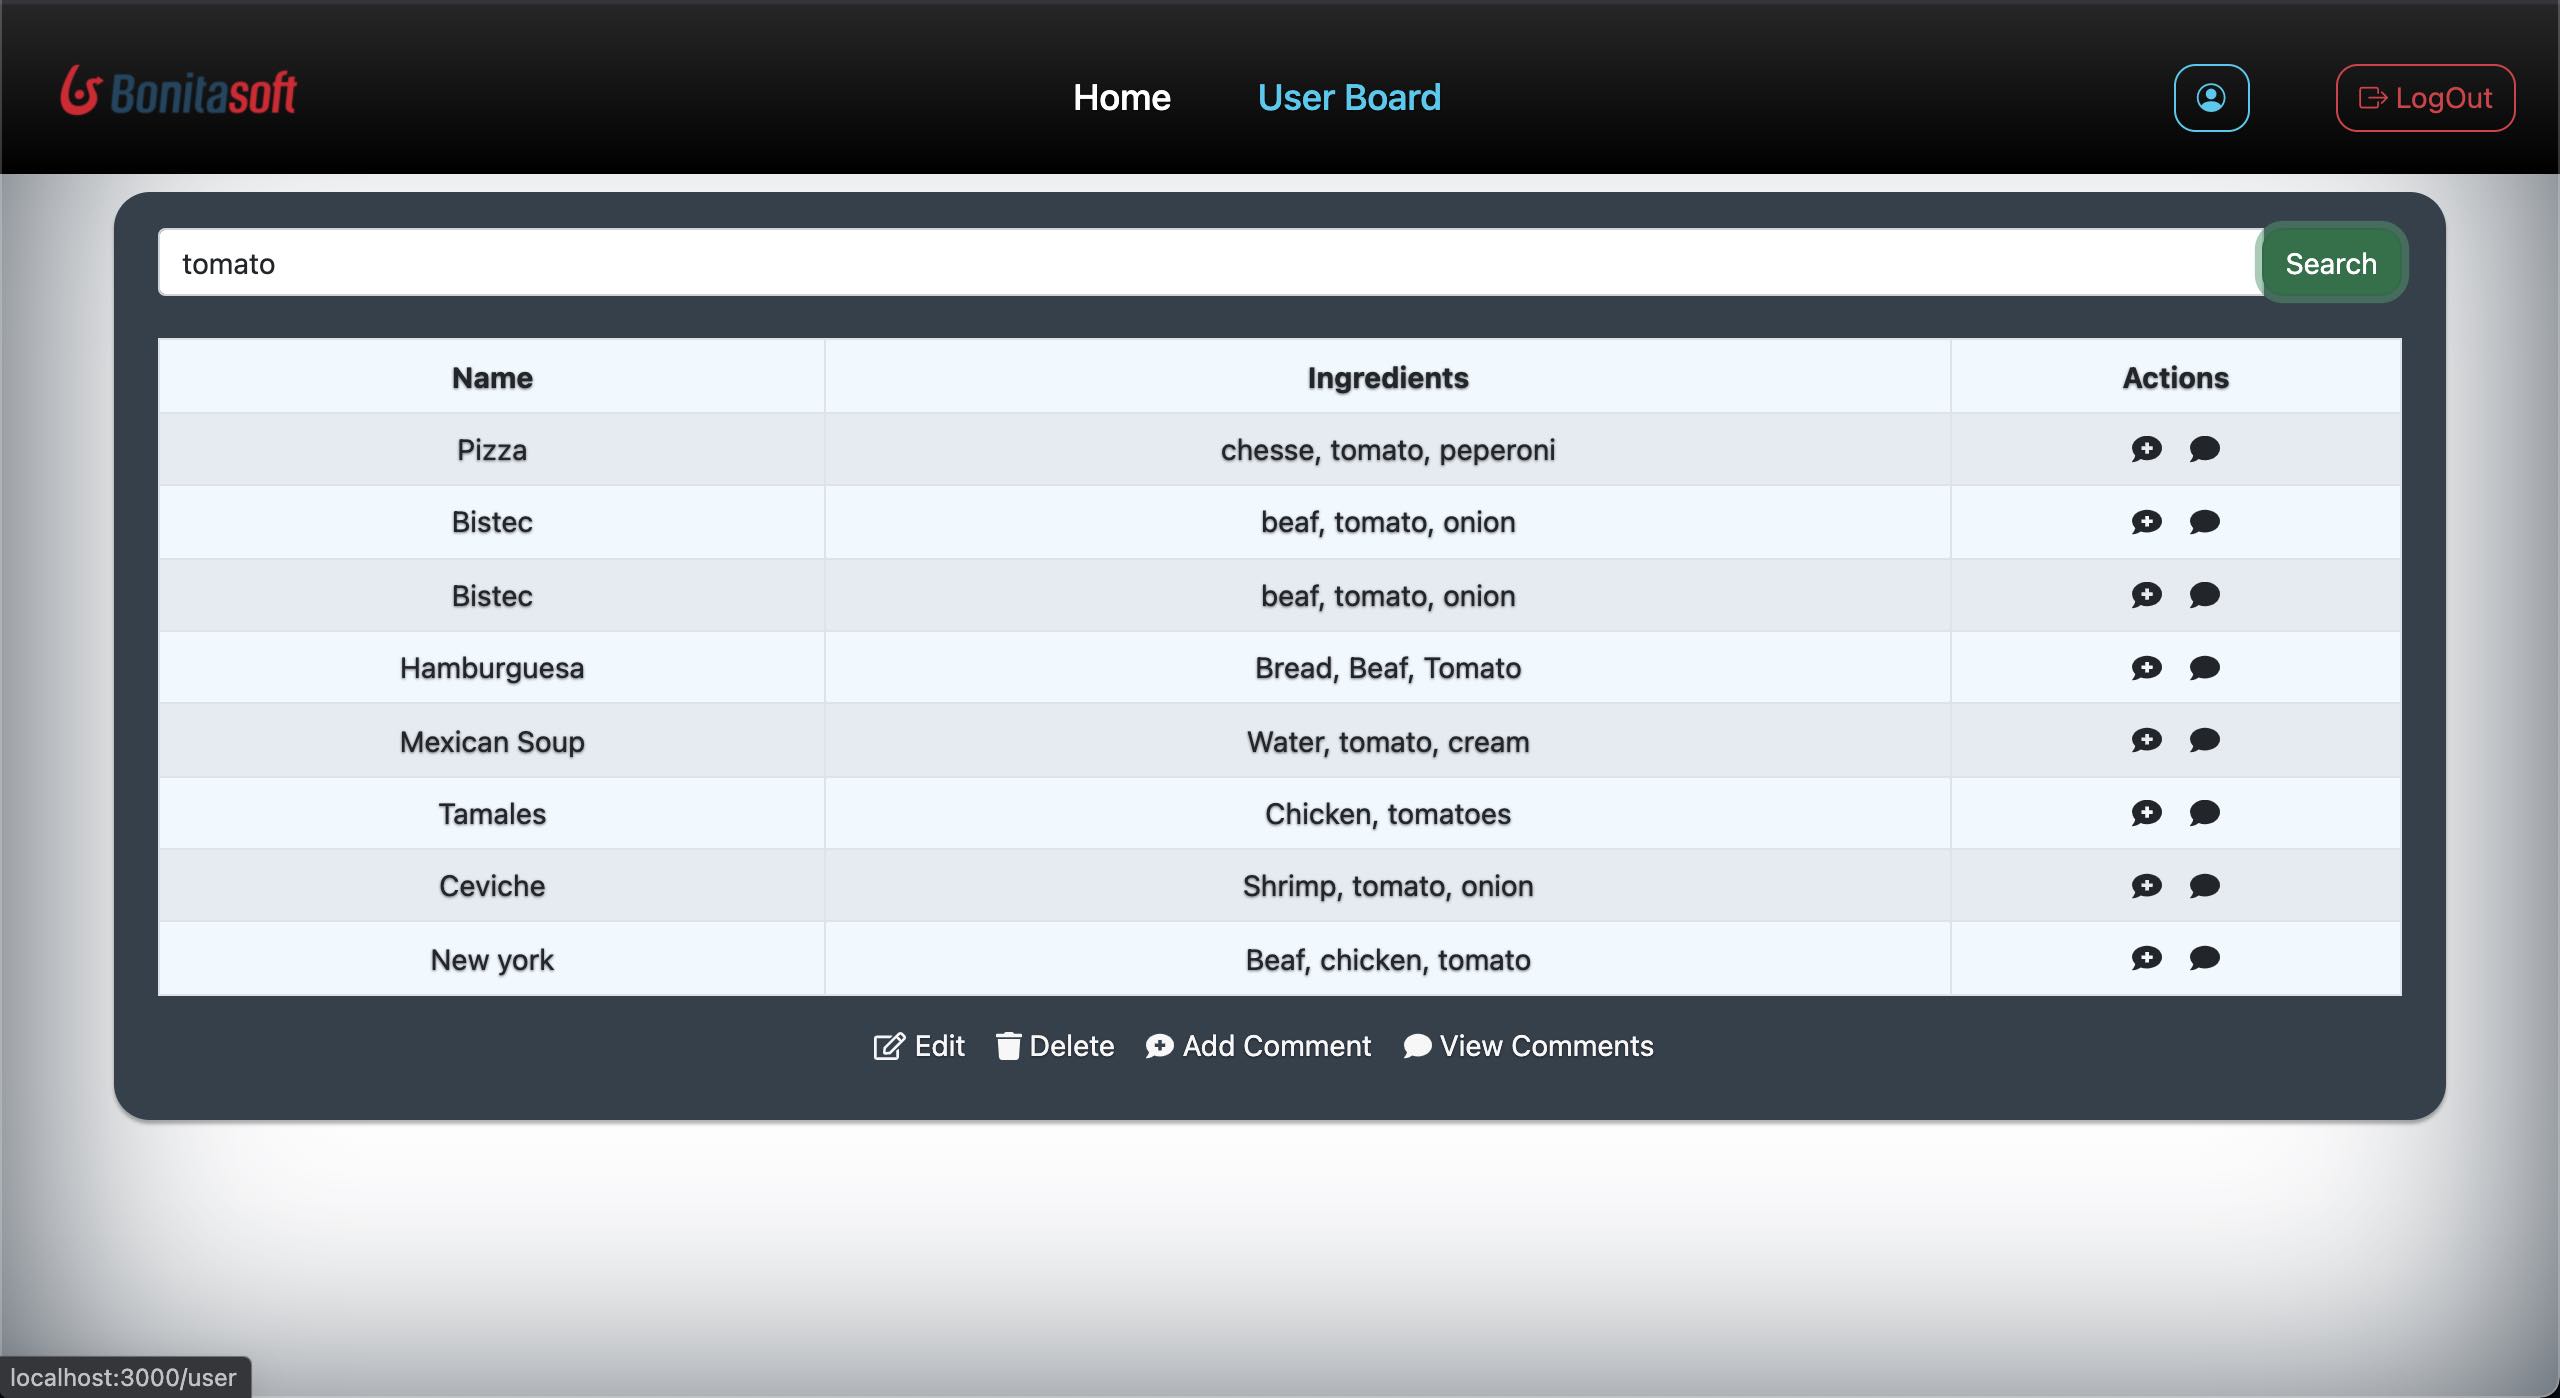 Bonitasoft Home User Board LogOut
tomato Search
Name Ingredients Actions
Pizza chesse, tomato, peperoni
Bistec beaf, tomato, onion
Bistec beaf, tomato, onion
Hamburguesa Bread, Beaf, Tomato
Mexican Soup Water, tomato, cream
Tamales Chicken, tomatoes
Ceviche Shrimp, tomato, onion
New york Beaf, chicken, tomato
Edit Delete Add Comment View Comments
localhost:3000/user